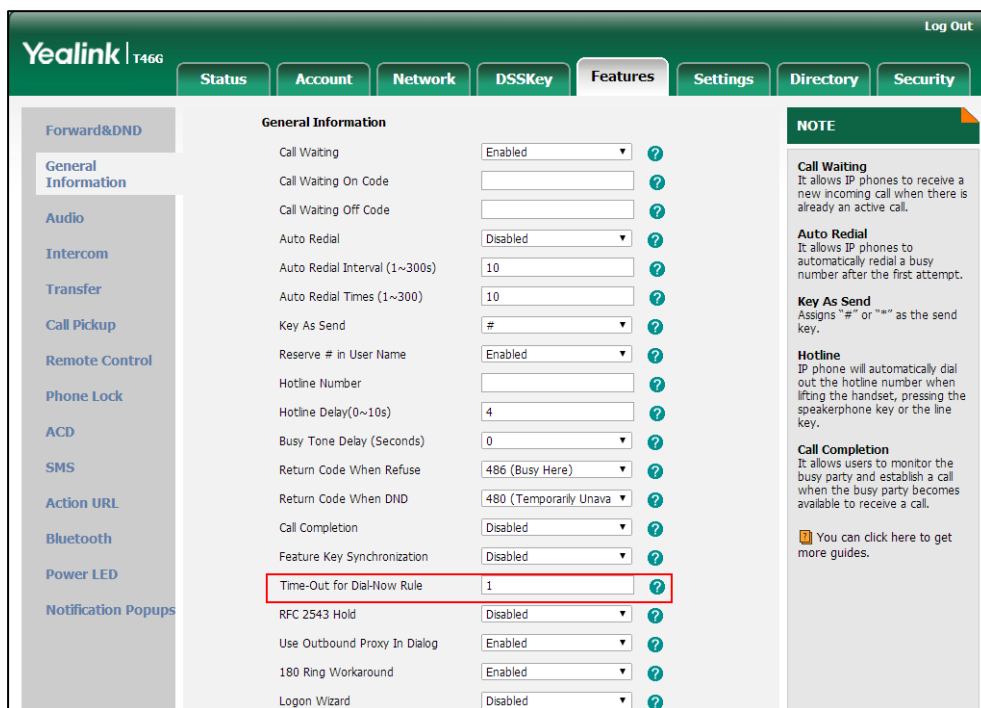 Log Out
Yealink T46G
Status Account Network DSSKey Features Settings Directory Security
Forward&DND
General
Information
Audio
Intercom
Transfer
Call Pickup
Remote Control
Phone Lock
ACD
SMS
Action URL
Bluetooth
Power LED
Notification Popups
General Information
Call Waiting Enabled ?
Call Waiting On Code ?
Call Waiting Off Code ?
Auto Redial Disabled ?
Auto Redial Interval (1~300s) 10 ?
Auto Redial Times (1~300) 10 ?
Key As Send # ?
Reserve # in User Name Enabled ?
Hotline Number ?
Hotline Delay(0~10s) 4 ?
Busy Tone Delay (Seconds) 0 ?
Return Code When Refuse 486 (Busy Here) ?
Return Code When DND 480 (Temporarily Unava ?
Call Completion Disabled ?
Feature Key Synchronization Disabled ?
Time-Out for Dial-Now Rule 1 ?
RFC 2543 Hold Disabled ?
Use Outbound Proxy In Dialog Enabled ?
180 Ring Workaround Enabled ?
Logon Wizard Disabled ?
NOTE
Call Waiting
It allows IP phones to receive a
new incoming call when there is
already an active call.
Auto Redial
It allows IP phones to
automatically redial a busy
number after the first attempt.
Key As Send
Assigns "#" or "*" as the send
key.
Hotline
IP phone will automatically dial
out the hotline number when
lifting the handset, pressing the
speakerphone key or the line
key.
Call Completion
It allows users to monitor the
busy party and establish a call
when the busy party becomes
available to receive a call.
? You can click here to get
more guides.